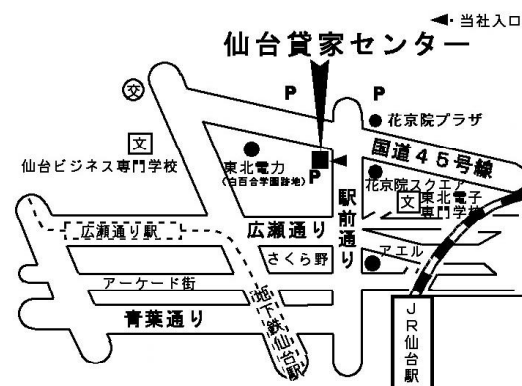 ◀・当社入口
仙台貸家センター
P
P
交
花京院プラザ
文
仙台ビジネス専門学校
東北電力
(白百合学園跡地)
P
国道45号線
花京院スクエア
文
東北電子
専門学校
駅前通り
広瀬通り
広瀬通り駅
さくら野
アエル
アーケード街
地下鉄仙台駅
青葉通り
JR仙台駅